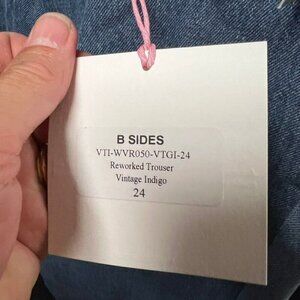 B SIDES
VTI-WVR050-VTGI-24
Reworked Trouser
Vintage Indigo
24